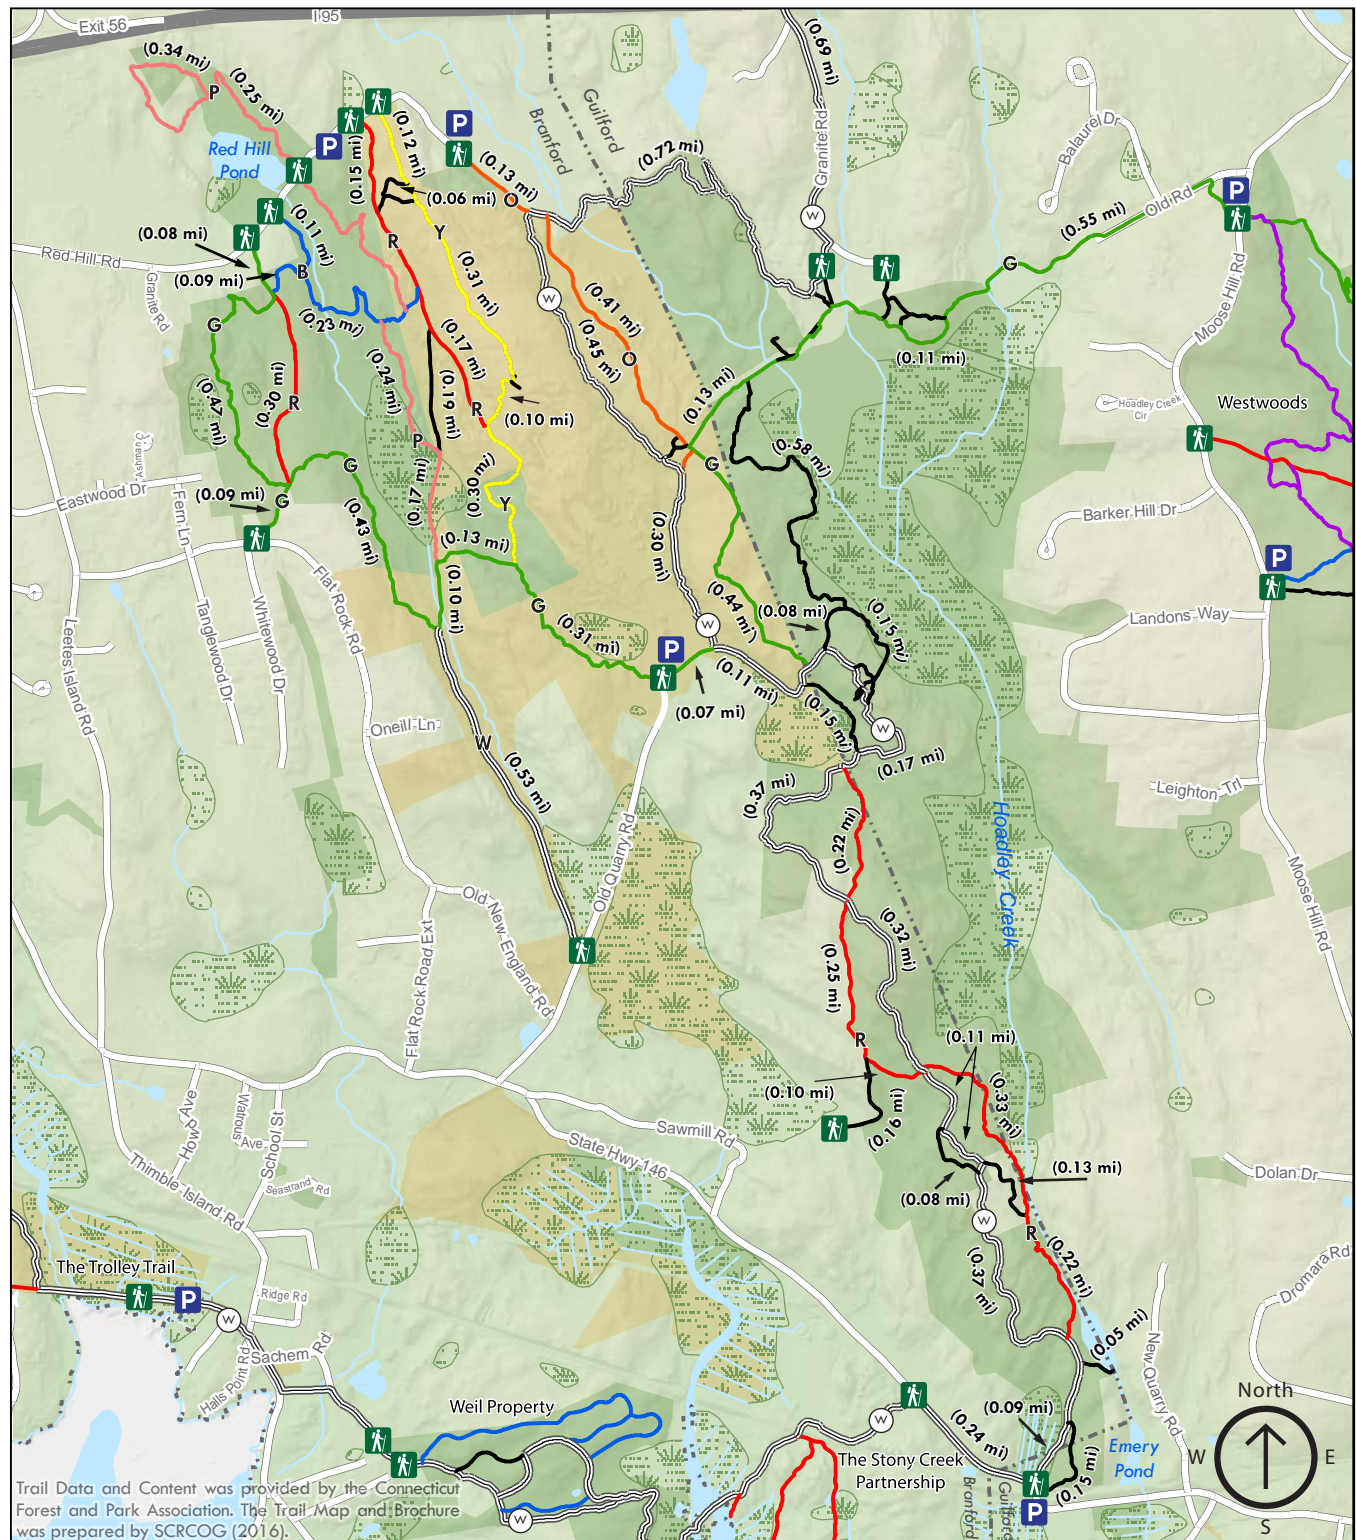 Exit 56
I 95
(0.34 mi)
P
(0.25 mi)
Red Hill
Pond
P
(0.15 mi)
(0.12 mi)
P
(0.13 mi)
O
(0.06 mi)
Branford
Guilford
(0.72 mi)
(0.69 mi)
Granite Rd
W
Balaurel Dr
Old Rd
P
(0.55 mi)
G
Moose Hill Rd
(0.08 mi)
(0.11 mi)
Red Hill Rd
(0.09 mi)
B
Granite Rd
R
Y
(0.31 mi)
W
(0.41 mi)
(0.45 mi)
O
G
(0.23 mi)
(0.17 mi)
(0.24 mi)
(0.47 mi)
(0.30 mi)
R
(0.19 mi)
R
(0.10 mi)
(0.13 mi)
(0.11 mi)
Hoadley Creek
Cir
Westwoods
P
G
(0.58 mi)
Ashman
Eastwood Dr
(0.09 mi)
G
G
(0.43 mi)
(0.17 mi)
(0.30 mi)
Y
(0.13 mi)
Fern Ln
(0.30 mi)
Barker Hill Dr
P
Flat Rock Rd
(0.10 mi)
G
(0.31 mi)
(0.44 mi)
(0.08 mi)
(0.15 mi)
Landons Way
Leetes Island Rd
Tanglewood Dr
Whitewood Dr
P
W
(0.11 mi)
(0.07 mi)
(0.15 mi)
W
(0.17 mi)
Oneill Ln
W
(0.53 mi)
(0.37 mi)
Leighton Trl
(0.22 mi)
Hoadley Creek
Old Quarry Rd
Old New England Rd
Flat Rock Road Ext
(0.32 mi)
(0.25 mi)
Moose Hill Rd
R
(0.11 mi)
(0.10 mi)
(0.33 mi)
(0.16 mi)
Howd Ave
Watrous
Ave
School St
Sawmill Rd
State Hwy 146
Thimble Island Rd
Seastrand Rd
(0.13 mi)
(0.08 mi)
Dolan Dr
W
R
(0.22 mi)
(0.37 mi)
Dromara Rd
The Trolley Trail
P
W
Ridge Rd
Sachem Rd
Halls Point Rd
(0.05 mi)
New Quarry Rd
Weil Property
W
(0.09 mi)
(0.24 mi)
The Stony Creek
Partnership
Branford
Guilford
(0.15 mi)
P
Emery
Pond
North
W
E
S
W
Trail Data and Content was provided by the Connecticut
Forest and Park Association. The Trail Map and Brochure
was prepared by SCRCOG (2016).